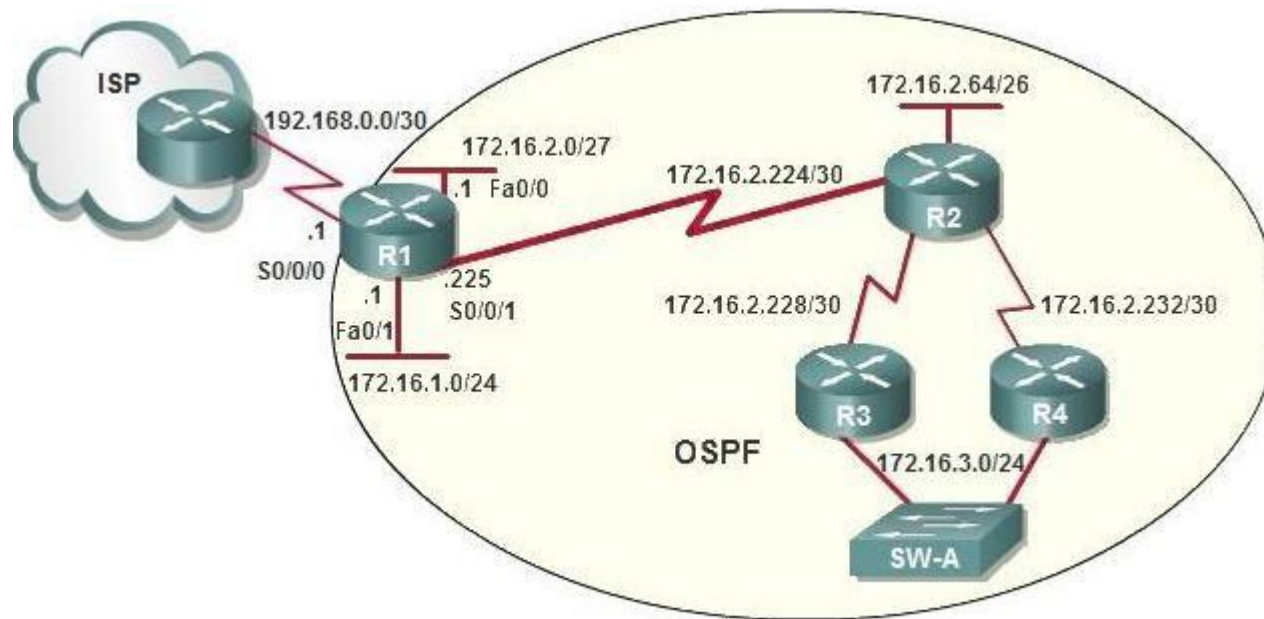 ISP
192.168.0.0/30
172.16.2.0/27
.1 Fa0/0
.1
S0/0/0
R1
.1
Fa0/1
.225
S0/0/1
172.16.1.0/24
172.16.2.224/30
172.16.2.64/26
R2
172.16.2.228/30
172.16.2.232/30
R3
R4
OSPF
172.16.3.0/24
SW-A